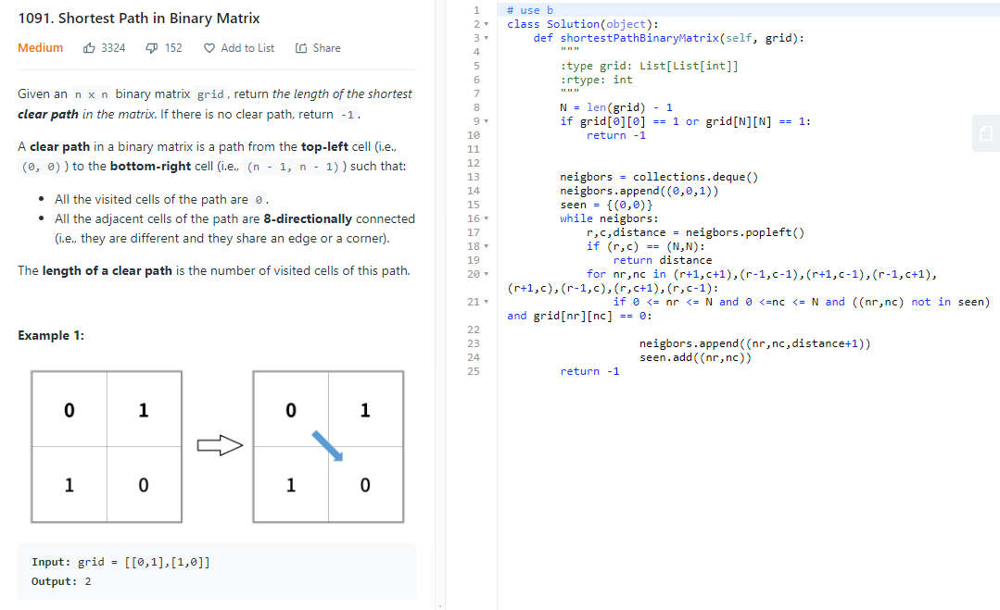 1091. Shortest Path in Binary Matrix
Medium 3324 152 Add to List Share
Given an n x n binary matrix grid, return the length of the shortest
clear path in the matrix. If there is no clear path, return -1.
A clear path in a binary matrix is a path from the top-left cell (i.e.,
(0, 0)) to the bottom-right cell (i.e., (n - 1, n - 1)) such that:
• All the visited cells of the path are 0.
• All the adjacent cells of the path are 8-directionally connected
(i.e., they are different and they share an edge or a corner).
The length of a clear path is the number of visited cells of this path.
Example 1:
0 1 0 1
1 0 1 0
Input: grid = [[0,1],[1,0]]
Output: 2
1 # use b
2 class Solution(object):
3 def shortestPathBinaryMatrix(self, grid):
4 """
5 :type grid: List[List[int]]
6 :rtype: int
7 """
8 N = len(grid) - 1
9 if grid[0][0] == 1 or grid[N][N] == 1:
10 return -1
11
12
13 neigbors = collections.deque()
14 neigbors.append((0,0,1))
15 seen = {(0,0)}
16 while neigbors:
17 r,c,distance = neigbors.popleft()
18 if (r,c) == (N,N):
19 return distance
20 for nr,nc in (r+1,c+1),(r-1,c-1),(r+1,c-1),(r-1,c+1),
(r+1,c),(r-1,c),(r,c+1),(r,c-1):
21 if 0 <= nr <= N and 0 <=nc <= N and ((nr,nc) not in seen)
and grid[nr][nc] == 0:
22
23 neigbors.append((nr,nc,distance+1))
24 seen.add((nr,nc))
25 return -1